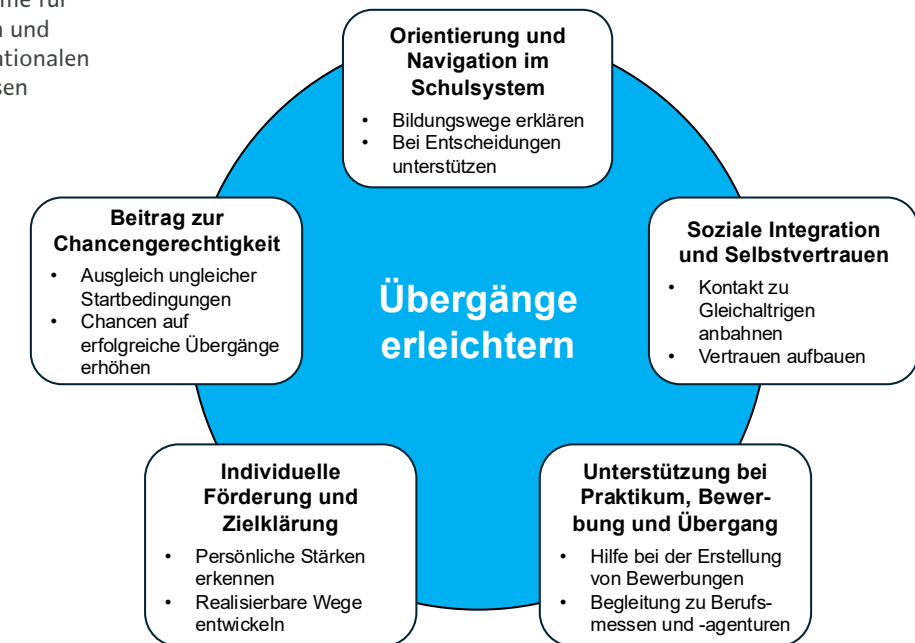 und
ationalen
Orientierung und
Navigation im
Schulsystem
• Bildungswege erklären
• Bei Entscheidungen
unterstützen
Beitrag zur
Chancengerechtigkeit
• Ausgleich ungleicher
Startbedingungen
• Chancen auf
erfolgreiche Übergänge
erhöhen
Soziale Integration
und Selbstvertrauen
• Kontakt zu
Gleichaltrigen
anbahnen
• Vertrauen aufbauen
Übergänge
erleichtern
Individuelle
Förderung und
Zielklärung
• Persönliche Stärken
erkennen
• Realisierbare Wege
entwickeln
Unterstützung bei
Praktikum, Bewer-
bung und Übergang
• Hilfe bei der Erstellung
von Bewerbungen
• Begleitung zu Berufs-
messen und -agenturen